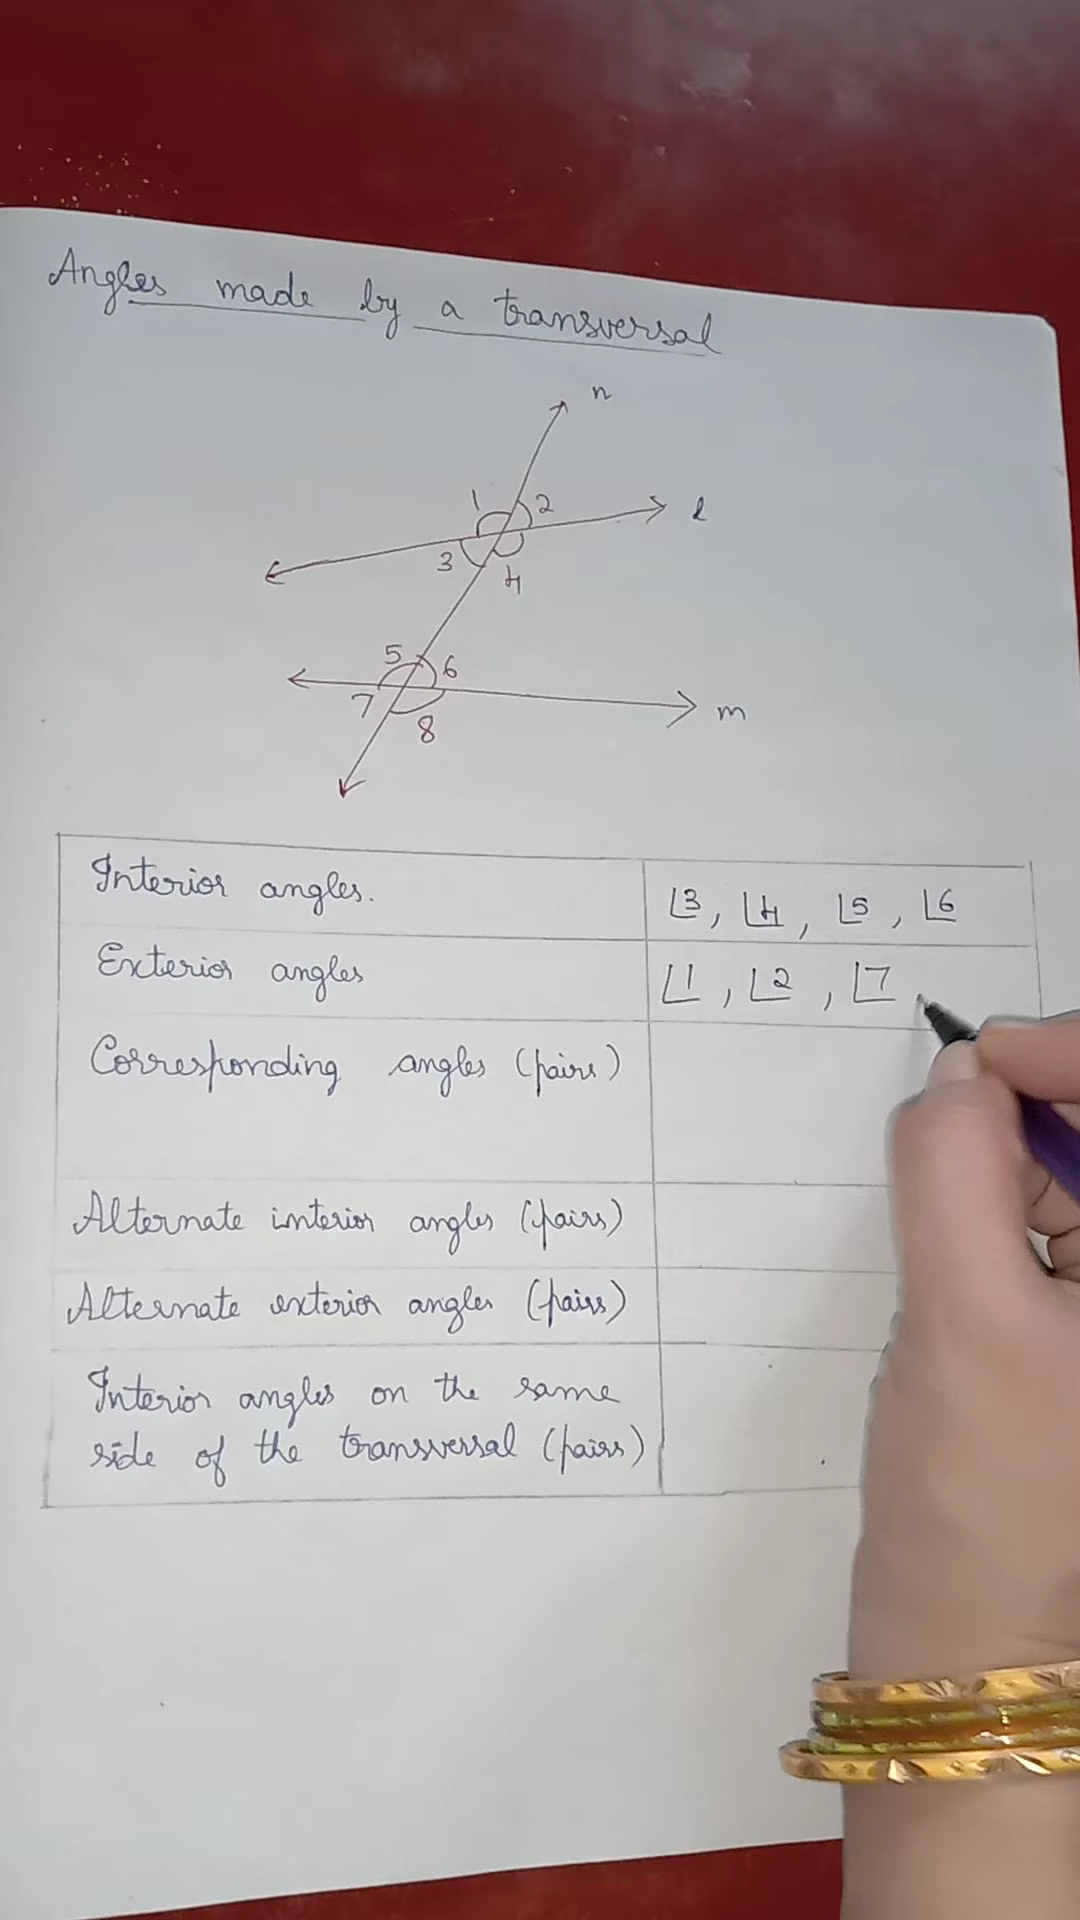 Angles made by a transversal
n
1 2 l
3 4
5 6
7 8 m
Interior angles. ∠3, ∠4, ∠5, ∠6
Exterior angles ∠1, ∠2, ∠7
Corresponding angles (pairs)
Alternate interior angles (pairs)
Alternate exterior angles (pairs)
Interior angles on the same
side of the transversal (pairs)